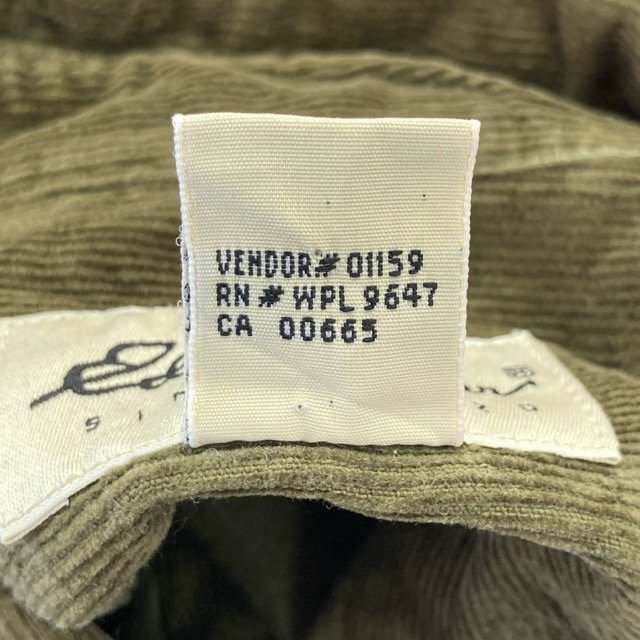 VENDOR# 01159
RN # WPL 9647
CA 00665